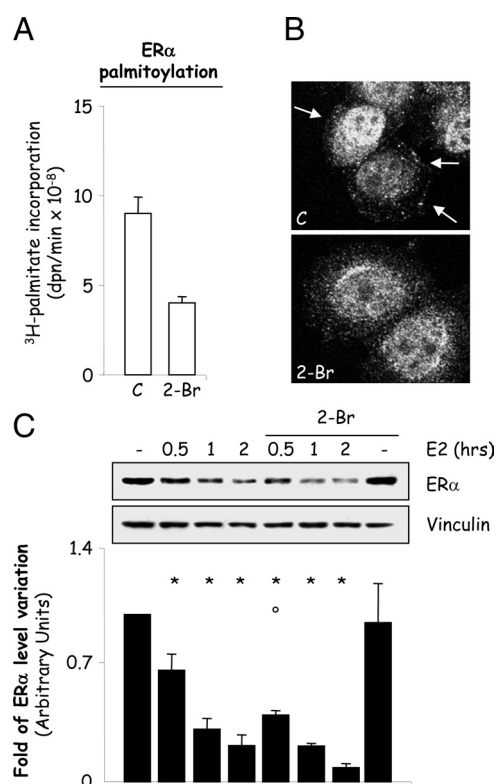 A
ERα
palmitoylation
³H-palmitate incorporation
(dpn/min x 10⁻⁸)
15
10
5
0
C
2-Br
B
C
2-Br
C
2-Br
- 0.5 1 2 0.5 1 2 - E2 (hrs)
ERα
Vinculin
Fold of ERα level variation
(Arbitrary Units)
1.4
0.7
0
* * * * * *
°